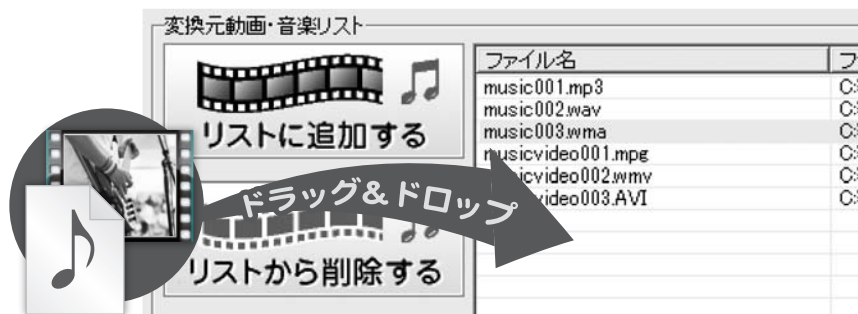 変換元動画・音楽リスト
リストに追加する
リストから削除する
ドラッグ&ドロップ
ファイル名
music001.mp3
music002.wav
music003.wma
musicvideo001.mpg
video002.wmv
video003.AVI
フ
C:
C:
C:
C:
C:
C: